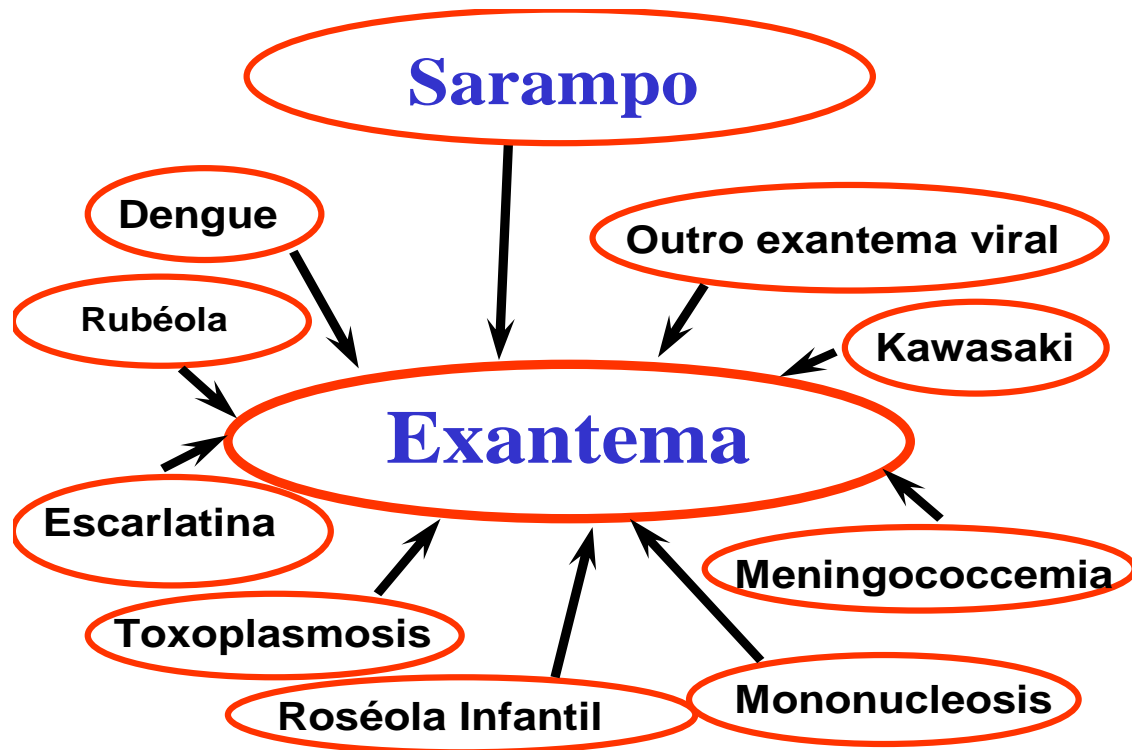 Sarampo
Dengue
Outro exantema viral
Rubéola
Kawasaki
Exantema
Escarlatina
Meningococcemia
Toxoplasmosis
Roséola Infantil
Mononucleosis